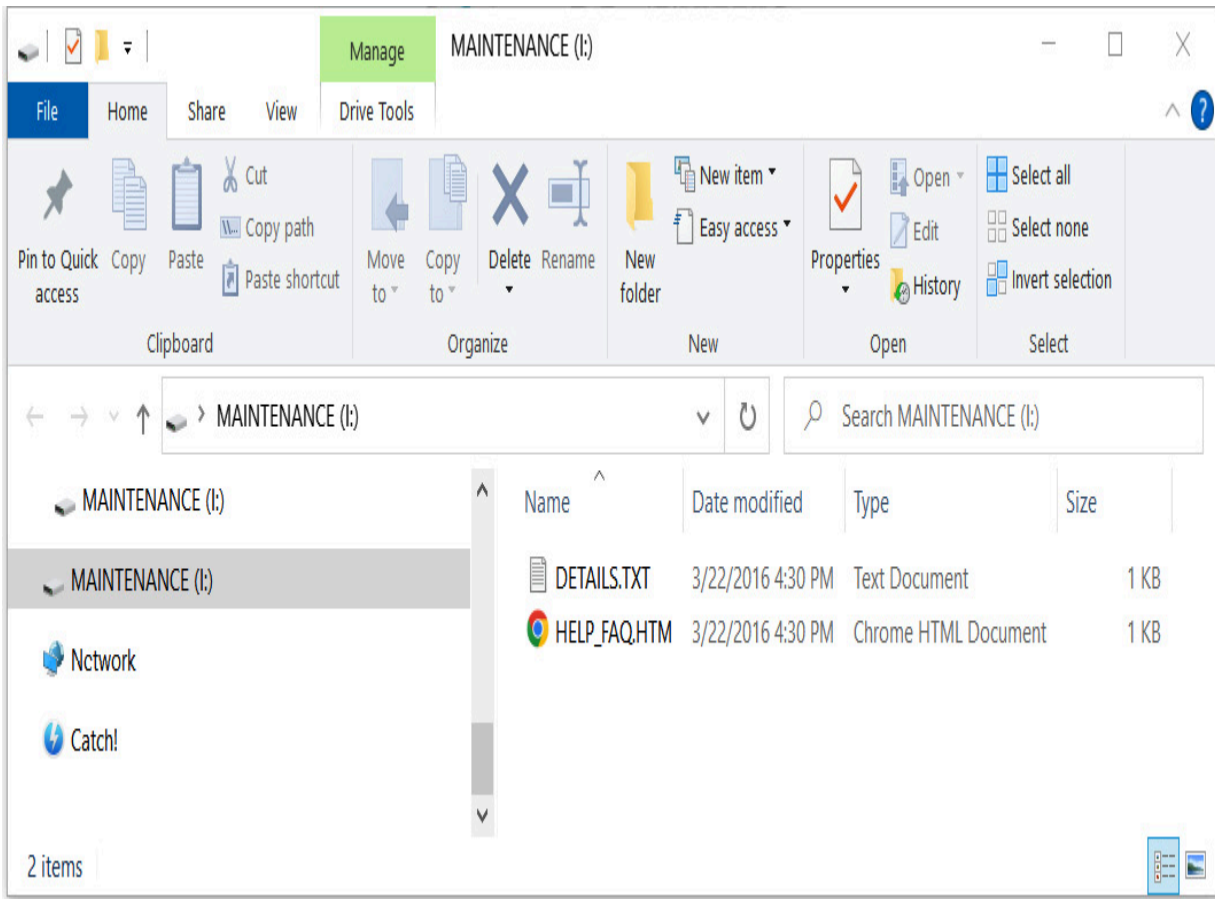 Manage MAINTENANCE (I:)
File Home Share View Drive Tools
Pin to Quick access
Copy
Paste
Cut
Copy path
Paste shortcut
Clipboard
Move to
Copy to
Delete
Rename
Organize
New folder
New item
Easy access
New
Properties
Open
Edit
History
Open
Select all
Select none
Invert selection
Select
MAINTENANCE (I:)
Search MAINTENANCE (I:)
MAINTENANCE (I:)
MAINTENANCE (I:)
Network
Catch!
Name Date modified Type Size
DETAILS.TXT 3/22/2016 4:30 PM Text Document 1 KB
HELP_FAQ.HTM 3/22/2016 4:30 PM Chrome HTML Document 1 KB
2 items